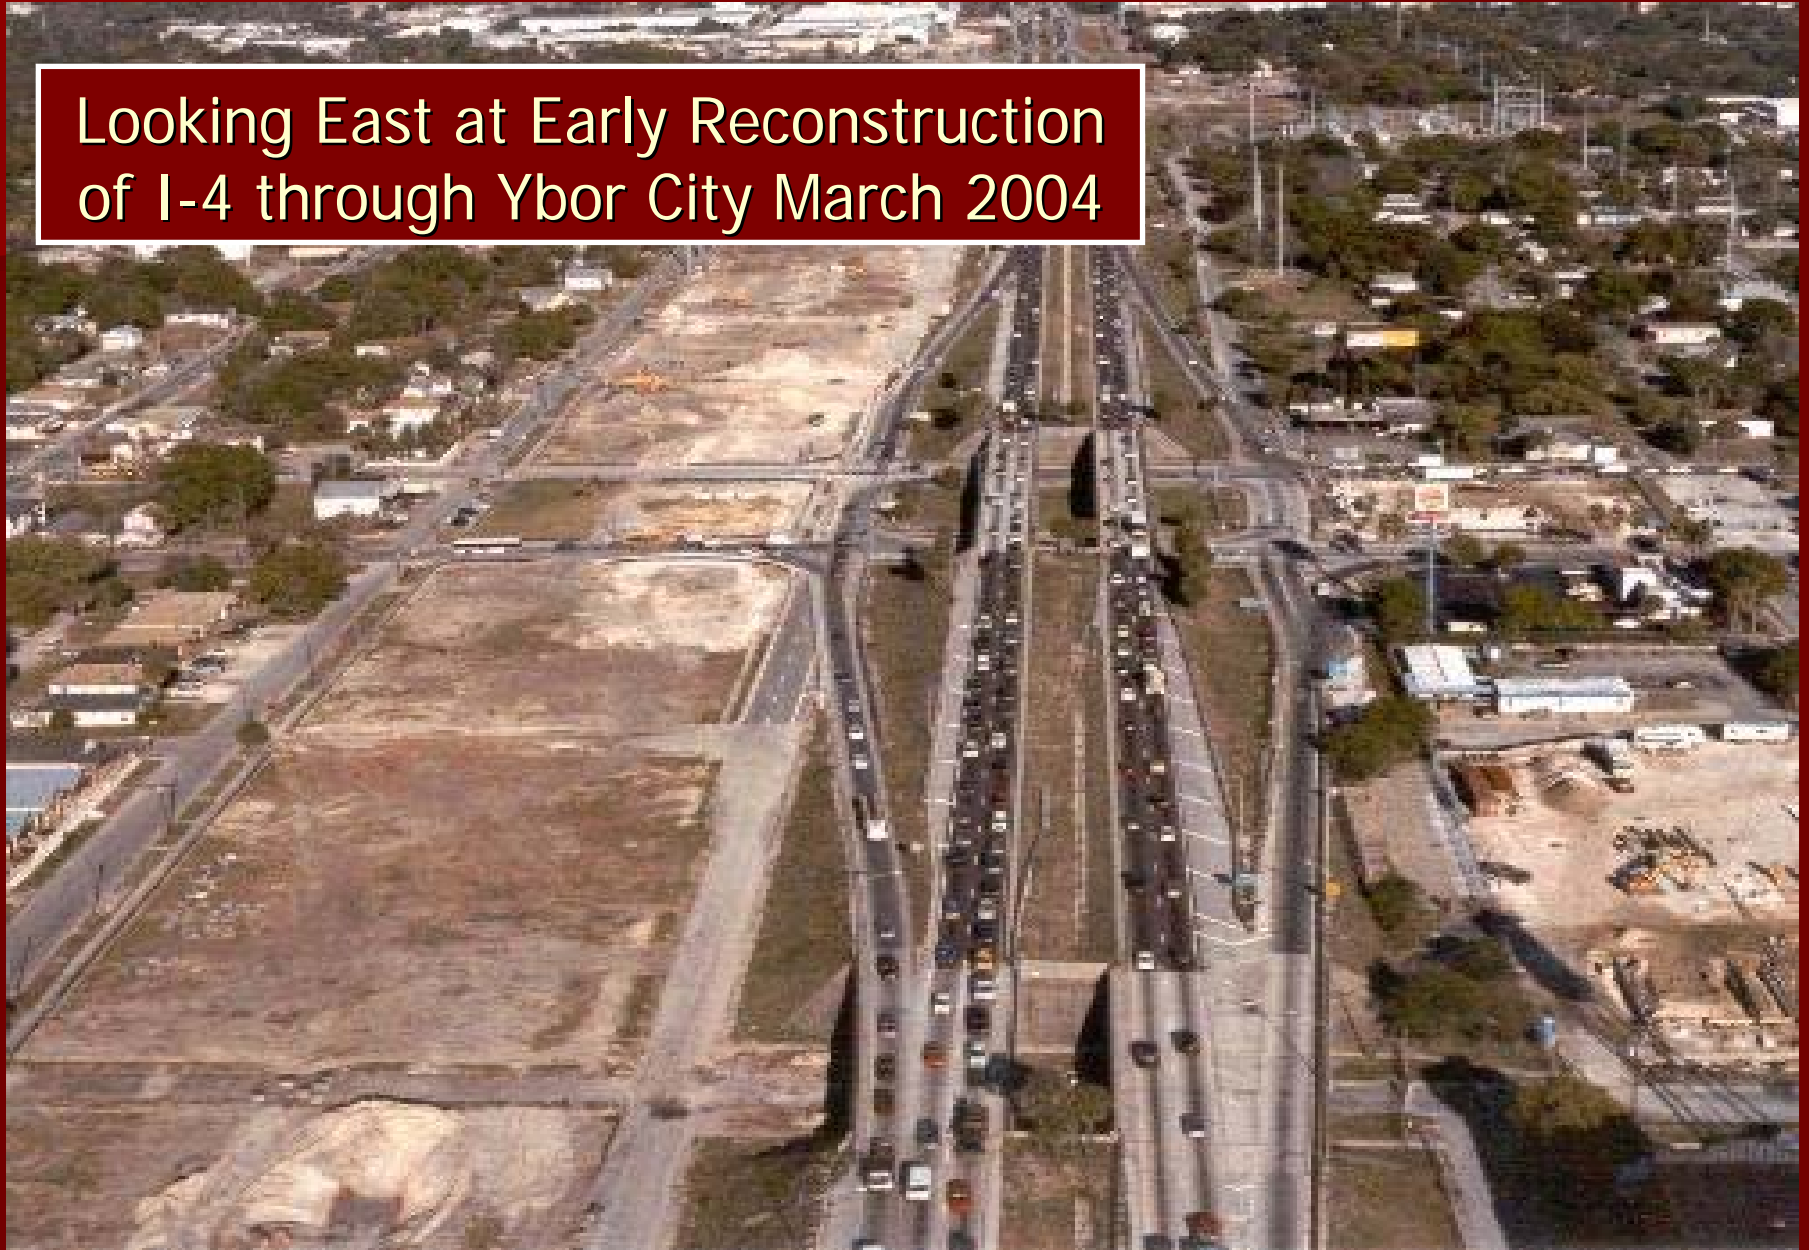 Looking East at Early Reconstruction
of I-4 through Ybor City March 2004